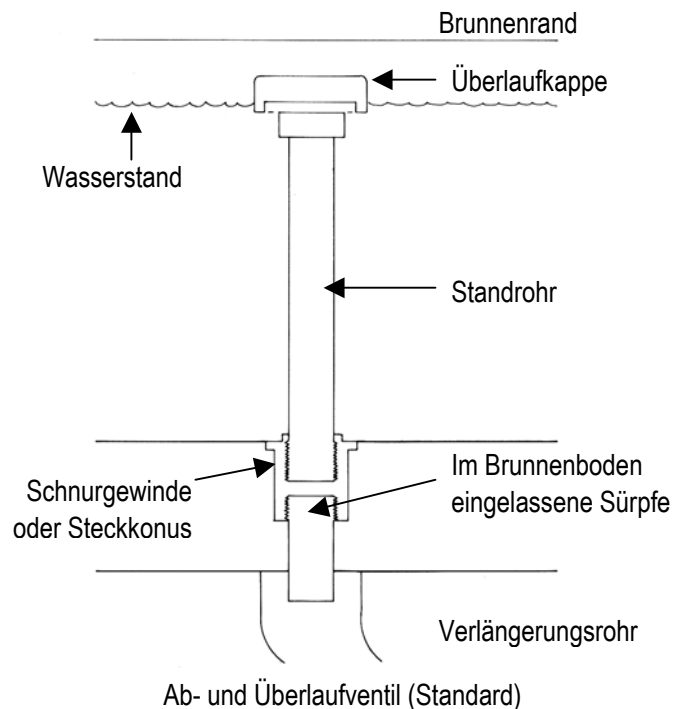 Brunnenrand
Überlaufkappe
Wasserstand
Standrohr
Schnurgewinde
oder Steckkonus
Im Brunnenboden
eingelassene Sürpfe
Verlängerungsrohr
Ab- und Überlaufventil (Standard)